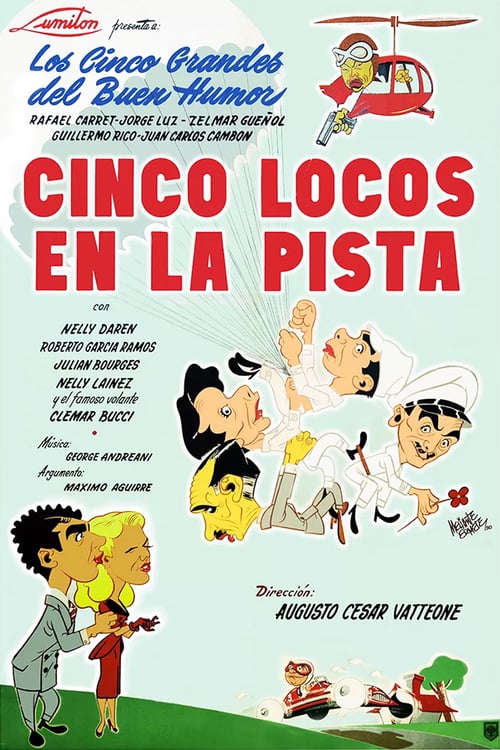 Lumiton presenta a:
Los Cinco Grandes
del Buen Humor
RAFAEL CARRET-JORGE LUZ - ZELMAR GUEÑOL
GUILLERMO RICO-JUAN CARLOS CAMBON
CINCO LOCOS
EN LA PISTA
con
NELLY DAREN
ROBERTO GARCIA RAMOS
JULIAN BOURGES
NELLY LAINEZ
y el famoso volante
CLEMAR BUCCI
Música:
GEORGE ANDREANI
Argumento:
MAXIMO AGUIRRE
Dirección:
AUGUSTO CESAR VATTEONE